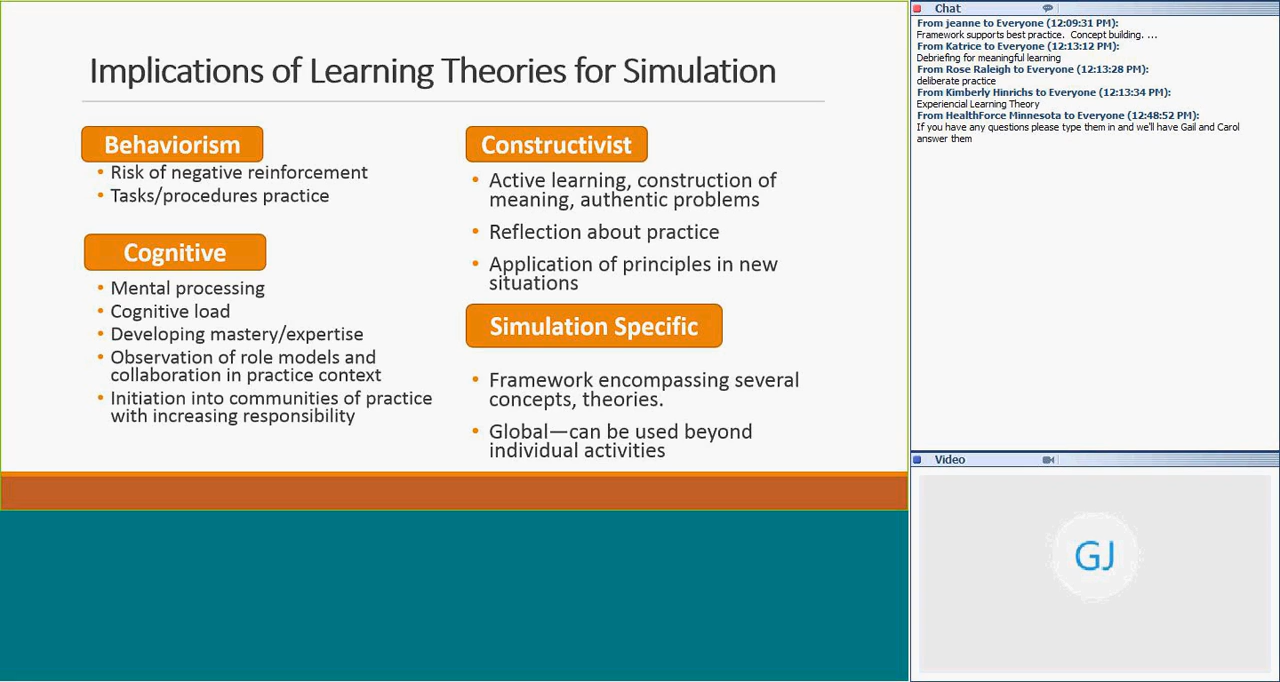 Implications of Learning Theories for Simulation
Behaviorism
• Risk of negative reinforcement
• Tasks/procedures practice
Cognitive
• Mental processing
• Cognitive load
• Developing mastery/expertise
• Observation of role models and
collaboration in practice context
• Initiation into communities of practice
with increasing responsibility
Constructivist
• Active learning, construction of
meaning, authentic problems
• Reflection about practice
• Application of principles in new
situations
Simulation Specific
• Framework encompassing several
concepts, theories.
• Global—can be used beyond
individual activities
Chat
From jeanne to Everyone (12:09:31 PM):
Framework supports best practice.  Concept building. ...
From Katrice to Everyone (12:13:12 PM):
Debriefing for meaningful learning
From Rose Raleigh to Everyone (12:13:28 PM):
deliberate practice
From Kimberly Hinrichs to Everyone (12:13:34 PM):
Experiencial Learning Theory
From HealthForce Minnesota to Everyone (12:48:52 PM):
If you have any questions please type them in and we'll have Gail and Carol
answer them
Video
GJ